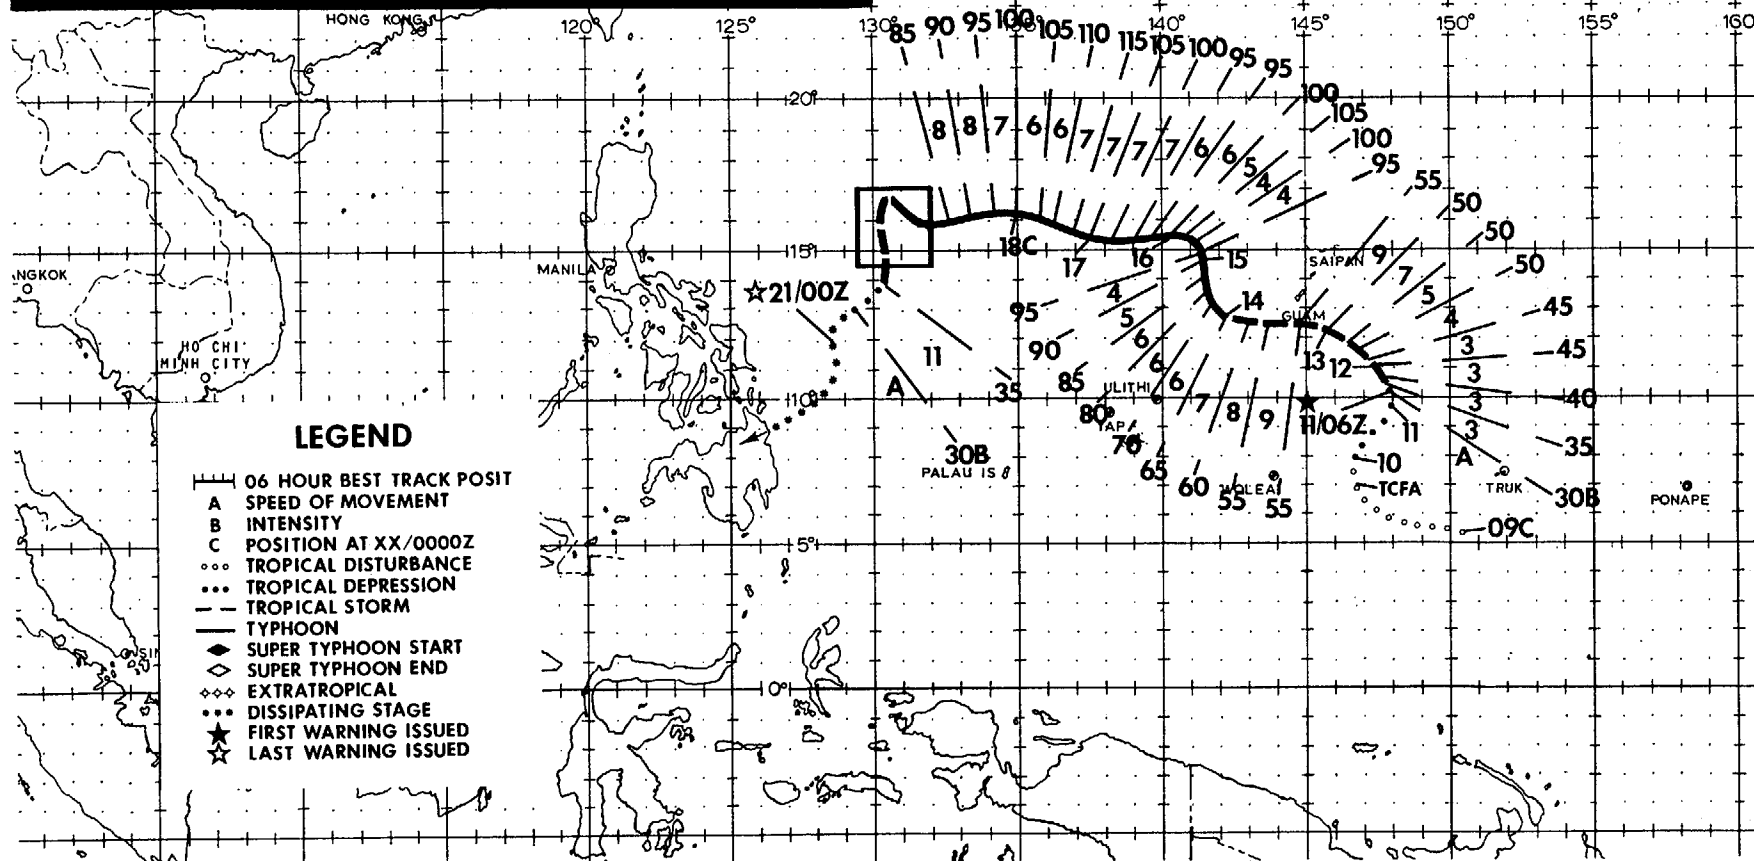 HONG KONG
120° 125° 130° 140° 145° 150° 155° 160
85 90 95 100 105 110 115 105 100 95 95 100 105 100 95 55 50 50 50 45 45 40 35 30B
20°
8 8 7 6 6 7 7 7 7 6 6 5 4 4
9 7 5 4 3 3 3 3 A
15°
18C 17 16 15 14 13 12 11 10
MANILA
SAIPAN
GUAM
NGKOK
21/00Z
HO CHI
MINH CITY
95 90 85 80 70 65 60 55 55
4 5 6 6 6 7 8 9
11 35
A 30B
10°
ULITHI
YAP
PALAU IS
WOLEAI
11/06Z
TCFA
09C
TRUK
PONAPE
5°
0°
SIN
LEGEND
06 HOUR BEST TRACK POSIT
A SPEED OF MOVEMENT
B INTENSITY
C POSITION AT XX/0000Z
TROPICAL DISTURBANCE
TROPICAL DEPRESSION
TROPICAL STORM
TYPHOON
SUPER TYPHOON START
SUPER TYPHOON END
EXTRATROPICAL
DISSIPATING STAGE
FIRST WARNING ISSUED
LAST WARNING ISSUED